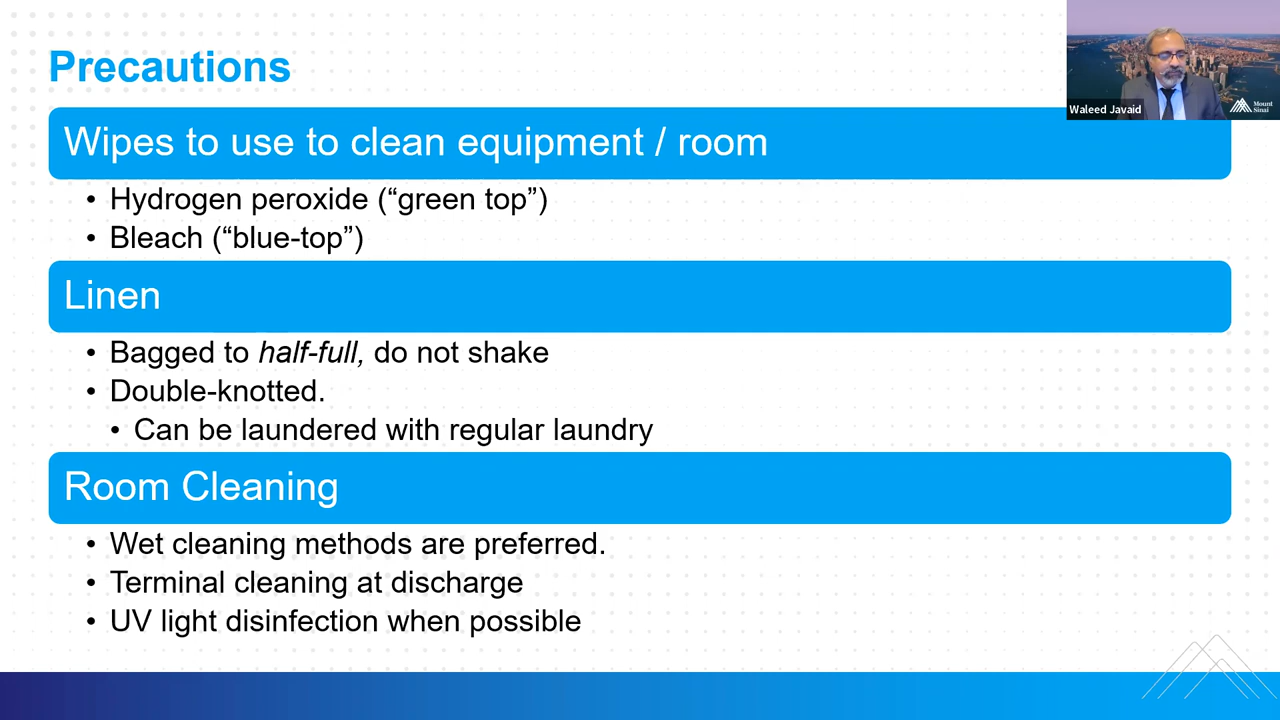 Precautions
Waleed Javaid
Mount
Sinai
Wipes to use to clean equipment / room
• Hydrogen peroxide (“green top”)
• Bleach (“blue-top”)
Linen
• Bagged to half-full, do not shake
• Double-knotted.
• Can be laundered with regular laundry
Room Cleaning
• Wet cleaning methods are preferred.
• Terminal cleaning at discharge
• UV light disinfection when possible